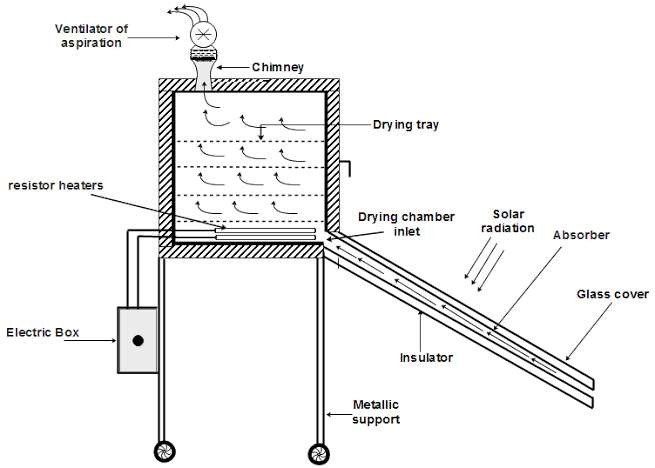 Ventilator of
aspiration
Chimney
Drying tray
resistor heaters
Drying chamber
inlet
Solar
radiation
Absorber
Glass cover
Electric Box
Insulator
Metallic
support